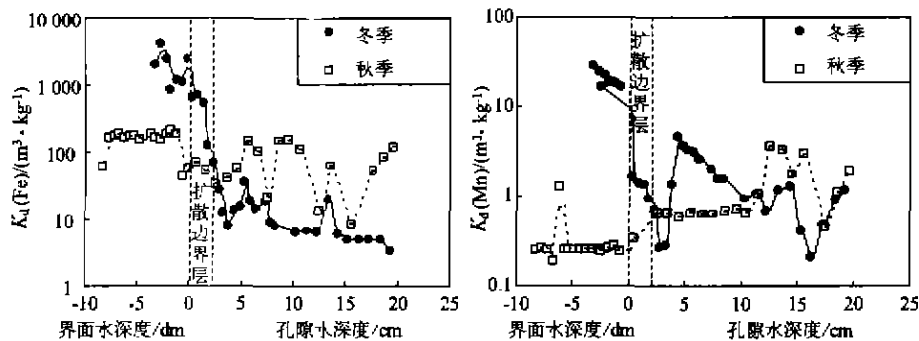 10 000
1 000
100
10
1
K_d(Fe)/(m³·kg⁻¹)
冬季
秋季
扩散边界层
-10 -5 0 5 10 15 20
界面水深度/dm 孔隙水深度/cm
100
10
1
0.1
K_d(Mn)/(m³·kg⁻¹)
冬季
秋季
扩散边界层
-10 -5 0 5 10 15 20
界面水深度/dm 孔隙水深度/cm